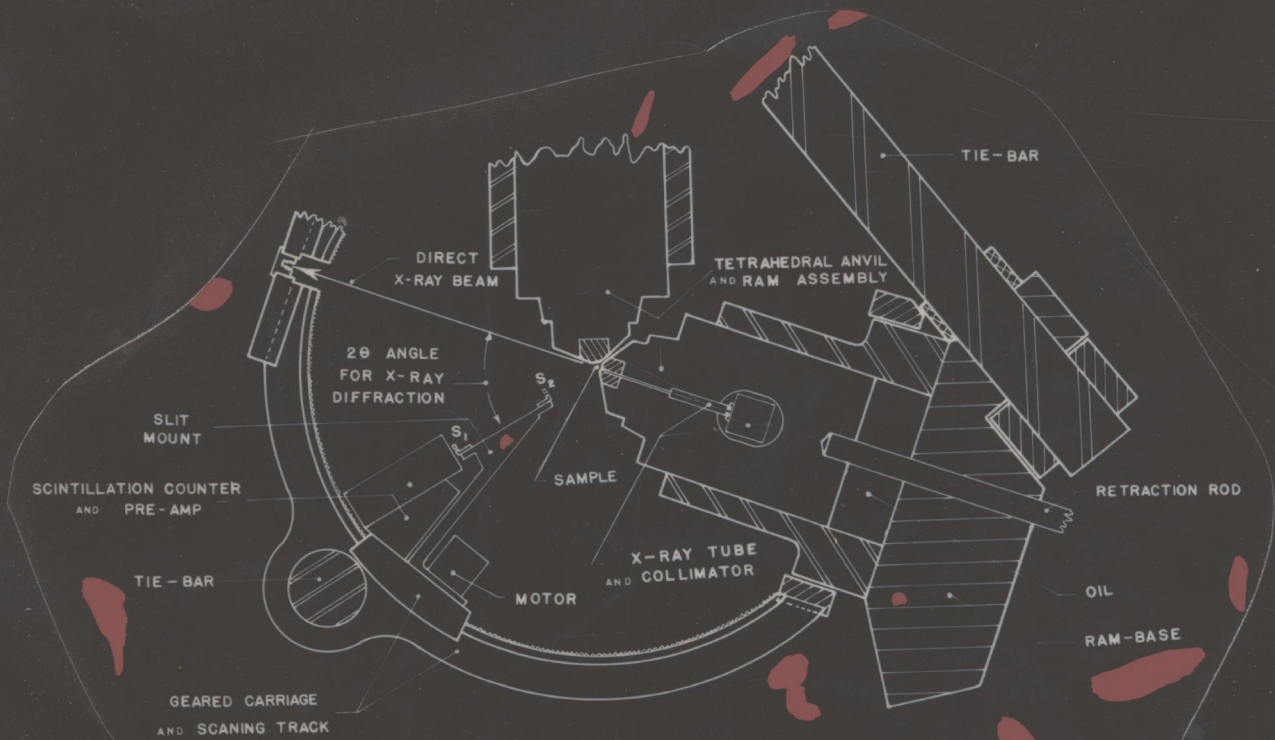 TIE-BAR
DIRECT
X-RAY BEAM
TETRAHEDRAL ANVIL
AND RAM ASSEMBLY
2θ ANGLE
FOR X-RAY
DIFFRACTION
S2
S1
SLIT
MOUNT
SAMPLE
SCINTILLATION COUNTER
AND PRE-AMP
RETRACTION ROD
X-RAY TUBE
AND COLLIMATOR
TIE-BAR
MOTOR
OIL
RAM-BASE
GEARED CARRIAGE
AND SCANING TRACK